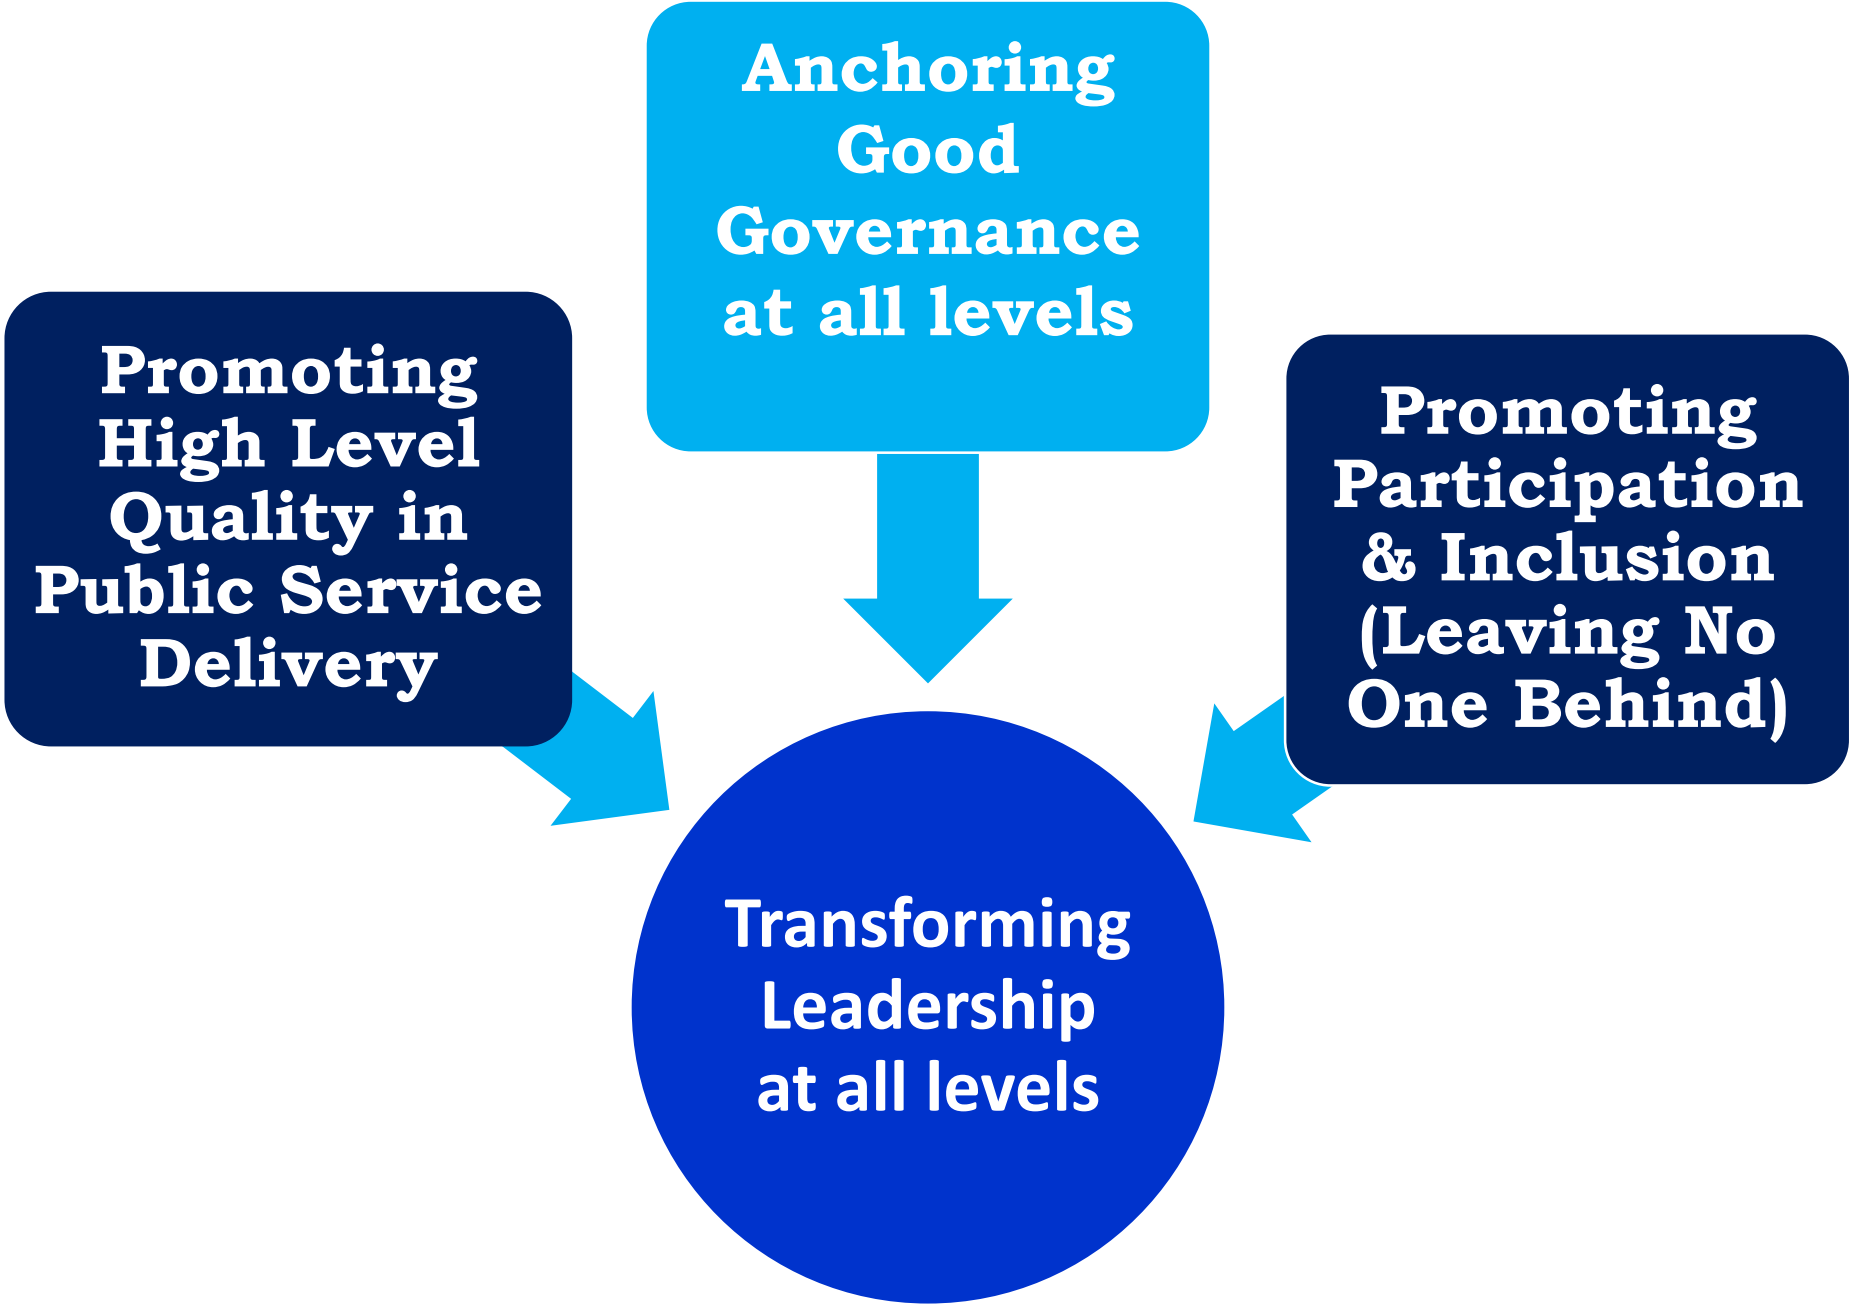 Anchoring
Good
Governance
at all levels
Promoting
High Level
Quality in
Public Service
Delivery
Promoting
Participation
& Inclusion
(Leaving No
One Behind)
Transforming
Leadership
at all levels